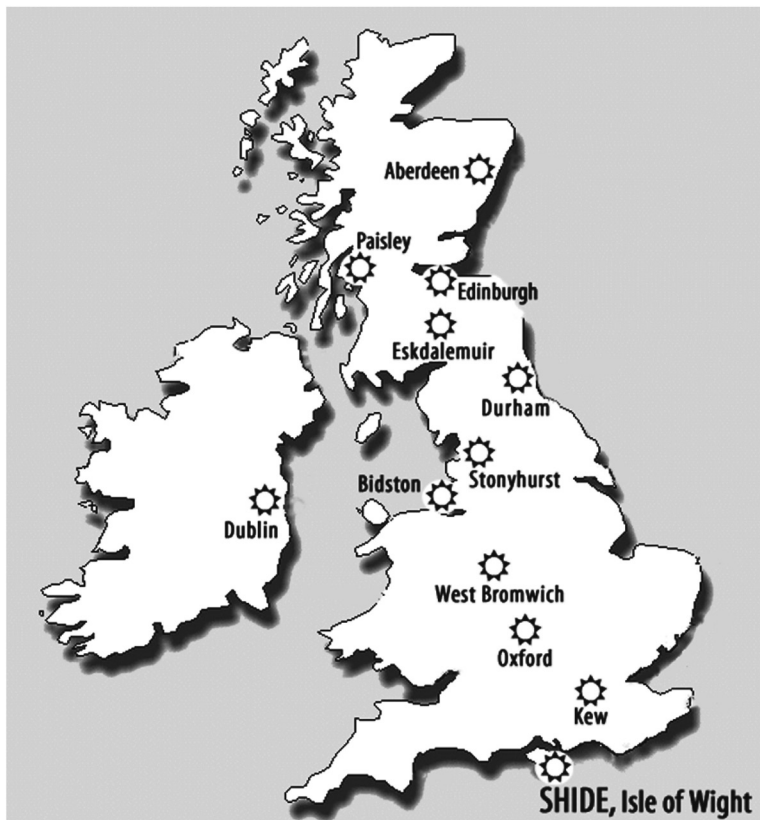 Aberdeen
Paisley
Edinburgh
Eskdalemuir
Durham
Stonyhurst
Bidston
Dublin
West Bromwich
Oxford
Kew
SHIDE, Isle of Wight